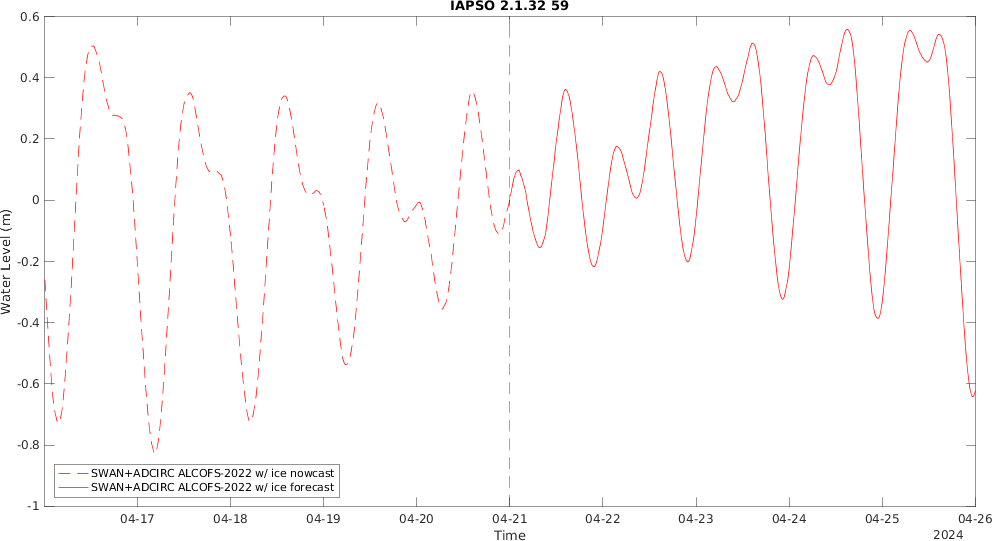 IAPSO 2.1.32 59
0.6
0.4
0.2
0
-0.2
-0.4
-0.6
-0.8
-1
Water Level (m)
SWAN+ADCIRC ALCOFS-2022 w/ ice nowcast
SWAN+ADCIRC ALCOFS-2022 w/ ice forecast
04-17 04-18 04-19 04-20 04-21 04-22 04-23 04-24 04-25 04-26
Time
2024